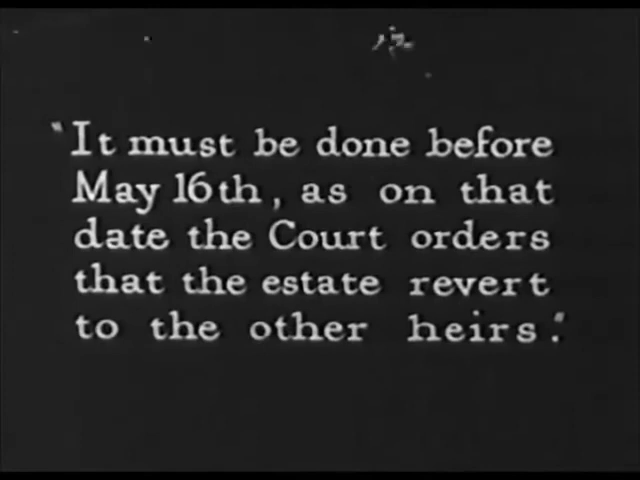 "It must be done before
May 16th, as on that
date the Court orders
that the estate revert
to the other heirs."